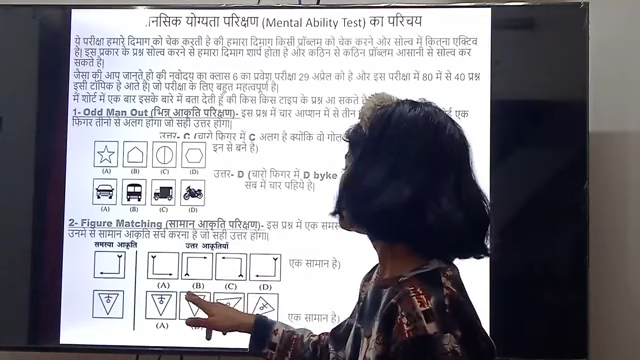 नसिक योग्यता परिक्षण (Mental Ability Test) का परिचय
ये परीक्षा हमारे दिमाग को चेक करती है की हमारा दिमाग किसी प्रॉब्लम को चेक करने ओर सोल्व में कितना एक्टिव
है। इस प्रकार के प्रश्न सोल्व करने से हमारा दिमाग शार्प होता है ओर कठिन से कठिन प्रॉब्लम आसानी से सोल्व कर
सकते है।
जैसा की आप जानते हो की नवोदय का क्लास 6 का प्रवेश परीक्षा 29 अप्रेल को है ओर इस परीक्षा में 80 में से 40 प्रश्न
इसी टॉपिक से आते है। जो परीक्षा के लिए बहुत महत्वपूर्ण है।
में शोर्ट में एक बार इसके बारे में बता देती हूँ की किस किस टाइप के प्रश्न आ सकते है
1- Odd Man Out (भिन्न आकृति परिक्षण)- इस प्रश्न में चार आप्शन में से तीन एक
फिगर तीनो से अलग होगा जो सही उत्तर होगा।
उत्तर- C (चारो फिगर में C अलग है क्योंकि वो गोल
इन से बने है)
(A) (B) (C) (D)
उत्तर- D (चारो फिगर में D byke
सब में चार पहिये है।
(A) (B) (C) (D)
2- Figure Matching (सामान आकृति परिक्षण)- इस प्रश्न में एक समस
उनमे से सामान आकृति सर्च करना है जो सही उत्तर होगा।
समस्या आकृति उत्तर आकृतियाँ
एक सामान है)
(A) (B) (C) (D)
एक सामान है)
(A)